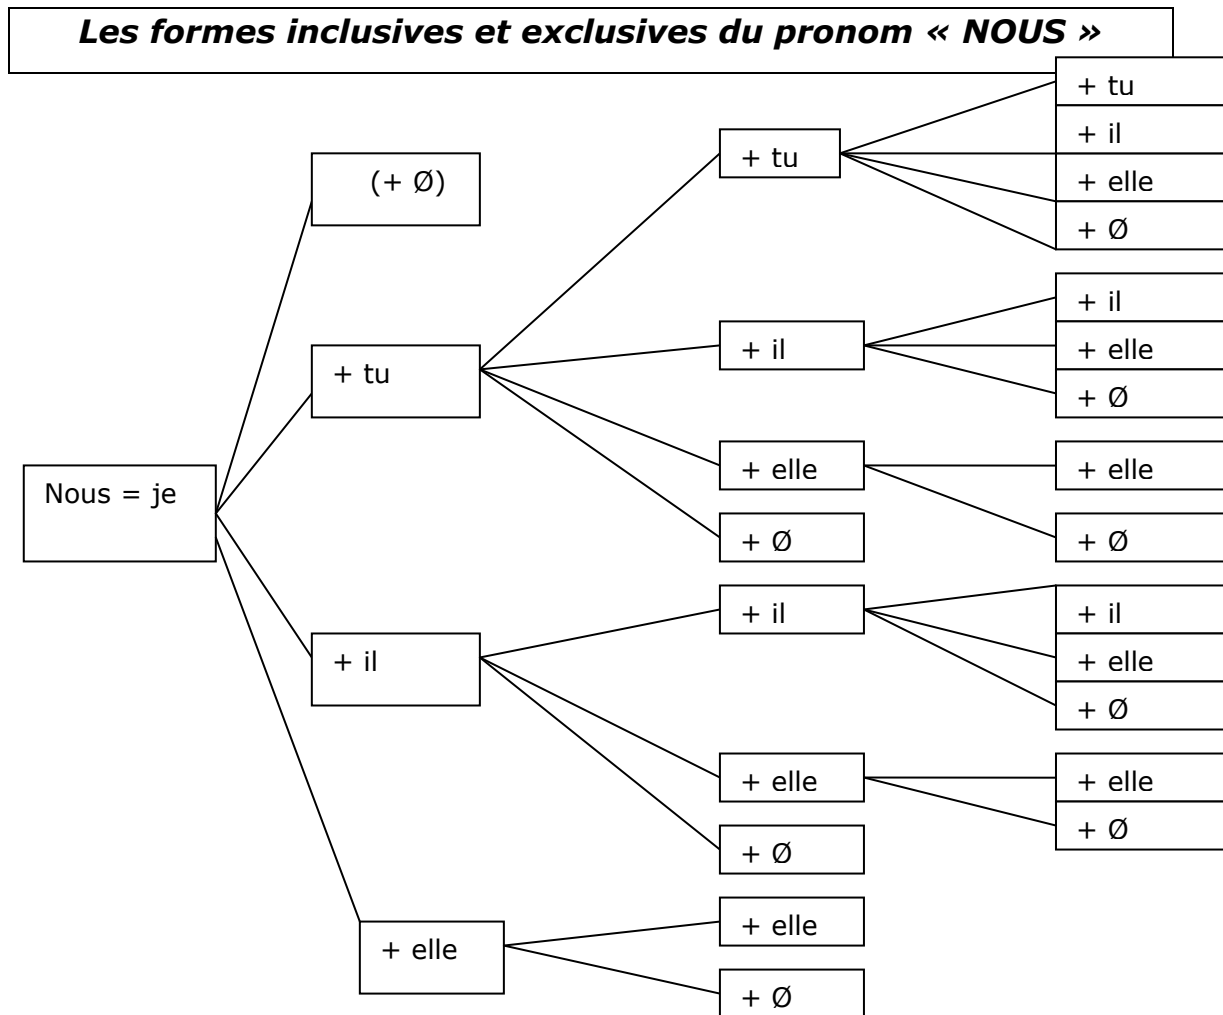 Les formes inclusives et exclusives du pronom « NOUS »
Nous = je
(+ Ø)
+ tu
+ il
+ elle
+ tu
+ il
+ elle
+ Ø
+ il
+ elle
+ Ø
+ elle
+ Ø
+ tu
+ il
+ elle
+ Ø
+ il
+ elle
+ Ø
+ elle
+ Ø
+ il
+ elle
+ Ø
+ elle
+ Ø